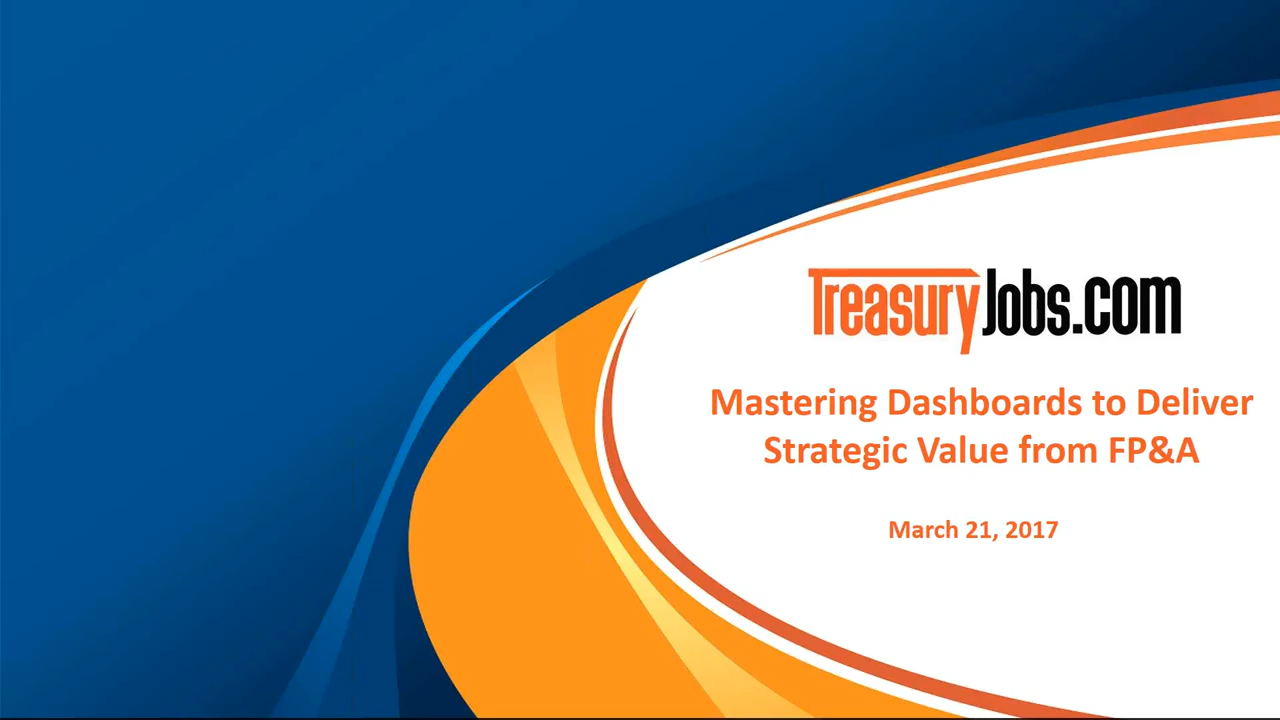 TreasuryJobs.com
Mastering Dashboards to Deliver
Strategic Value from FP&A
March 21, 2017